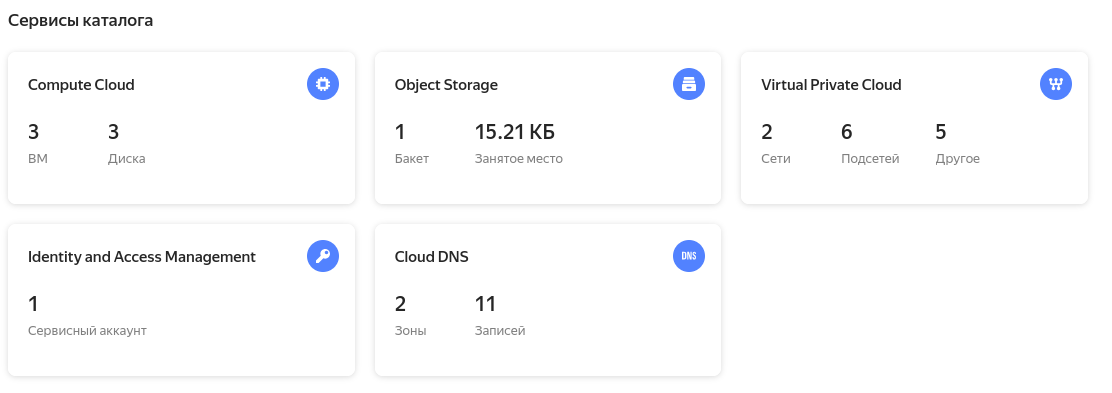 Сервисы каталога
Compute Cloud
3 3
ВМ Диска
Object Storage
1 15.21 КБ
Бакет Занятое место
Virtual Private Cloud
2 6 5
Сети Подсетей Другое
Identity and Access Management
1
Сервисный аккаунт
Cloud DNS
DNS
2 11
Зоны Записей